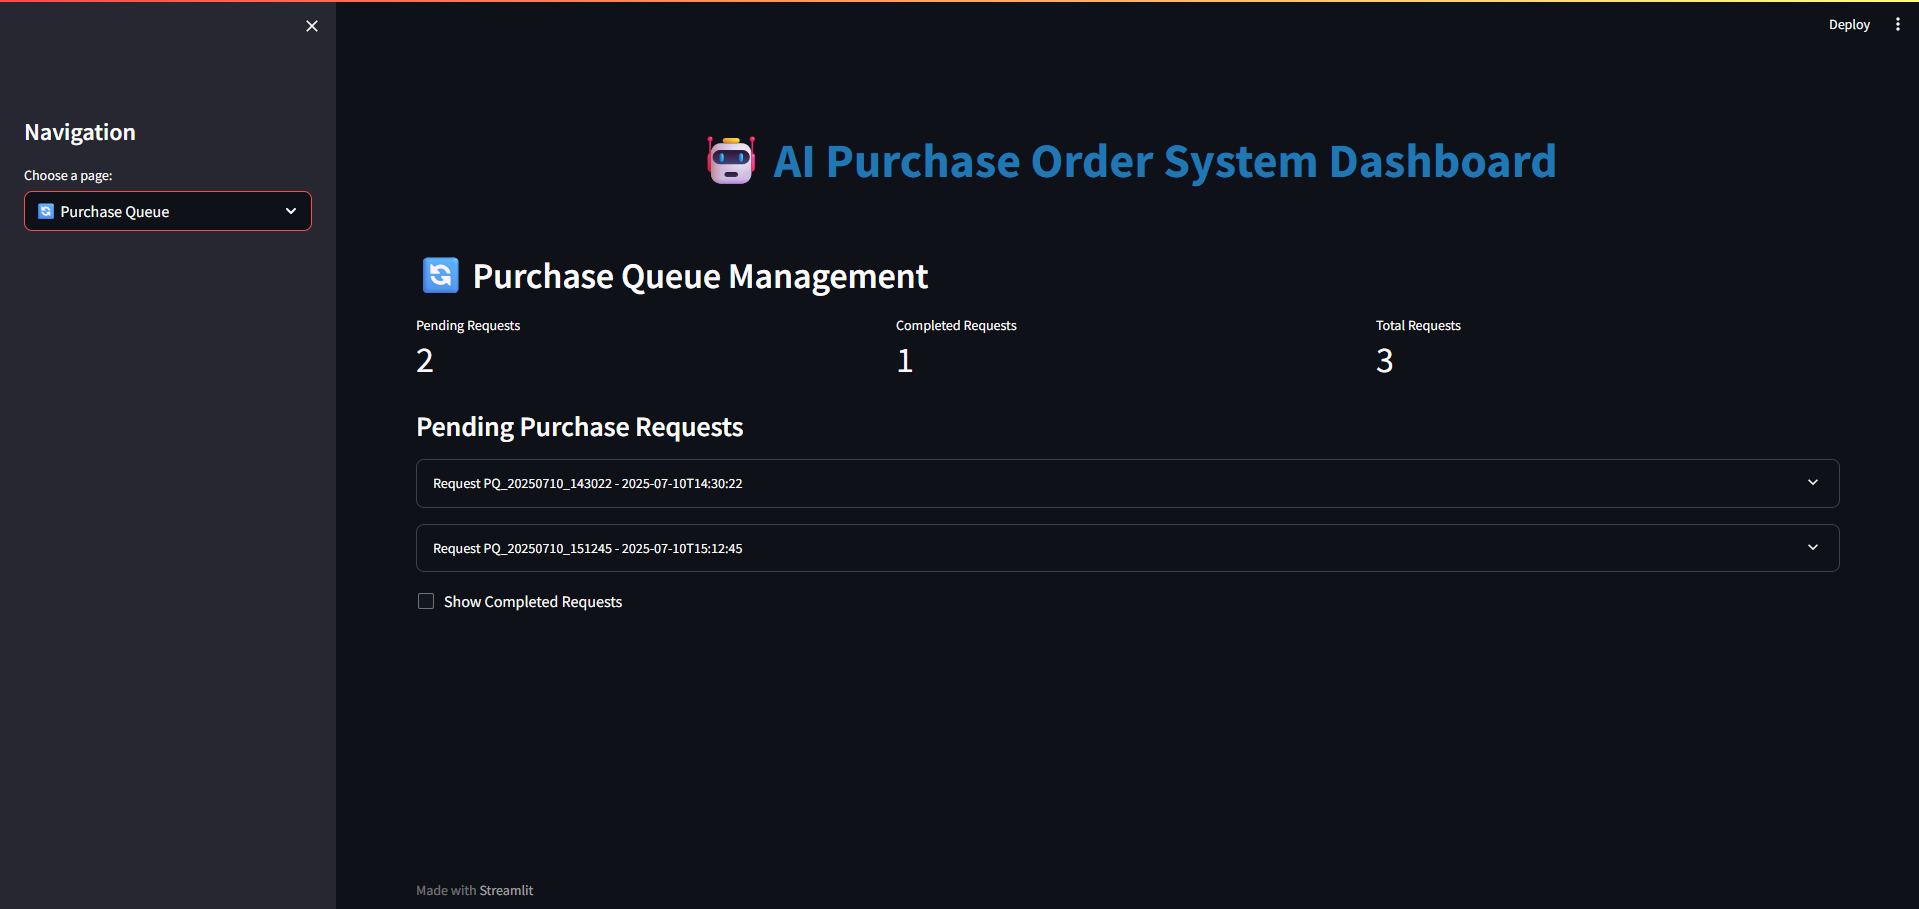 Deploy
Navigation
Choose a page:
Purchase Queue
AI Purchase Order System Dashboard
Purchase Queue Management
Pending Requests
2
Completed Requests
1
Total Requests
3
Pending Purchase Requests
Request PQ_20250710_143022 - 2025-07-10T14:30:22
Request PQ_20250710_151245 - 2025-07-10T15:12:45
Show Completed Requests
Made with Streamlit